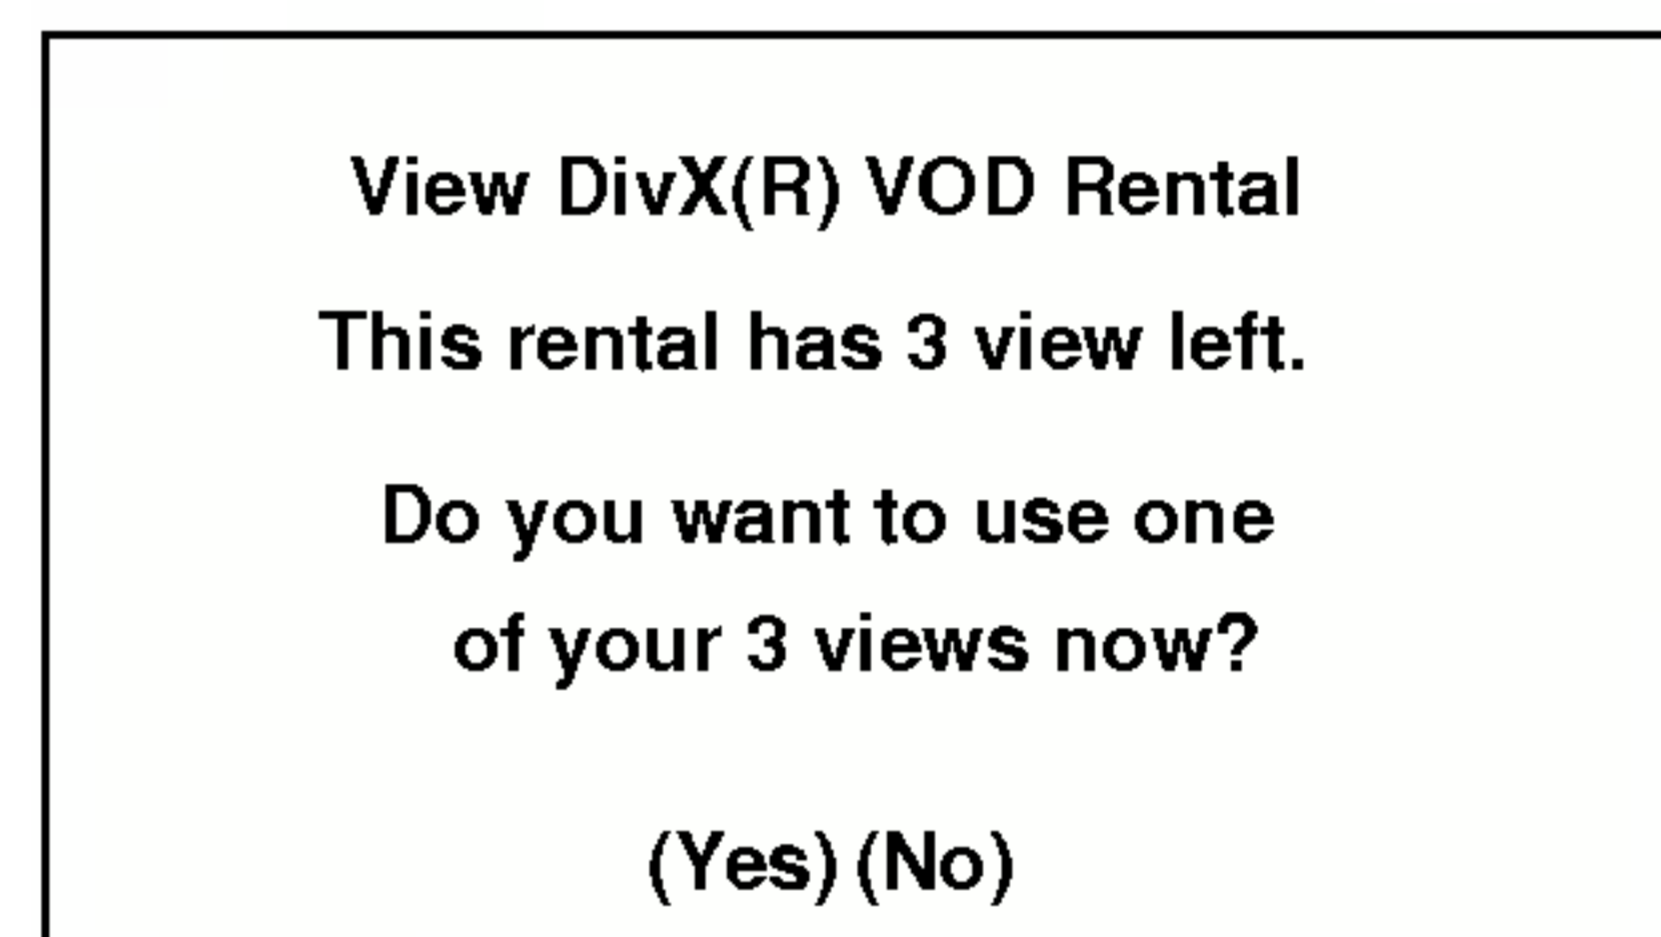 View DivX(R) VOD Rental
This rental has 3 view left.
Do you want to use one
of your 3 views now?
(Yes) (No)